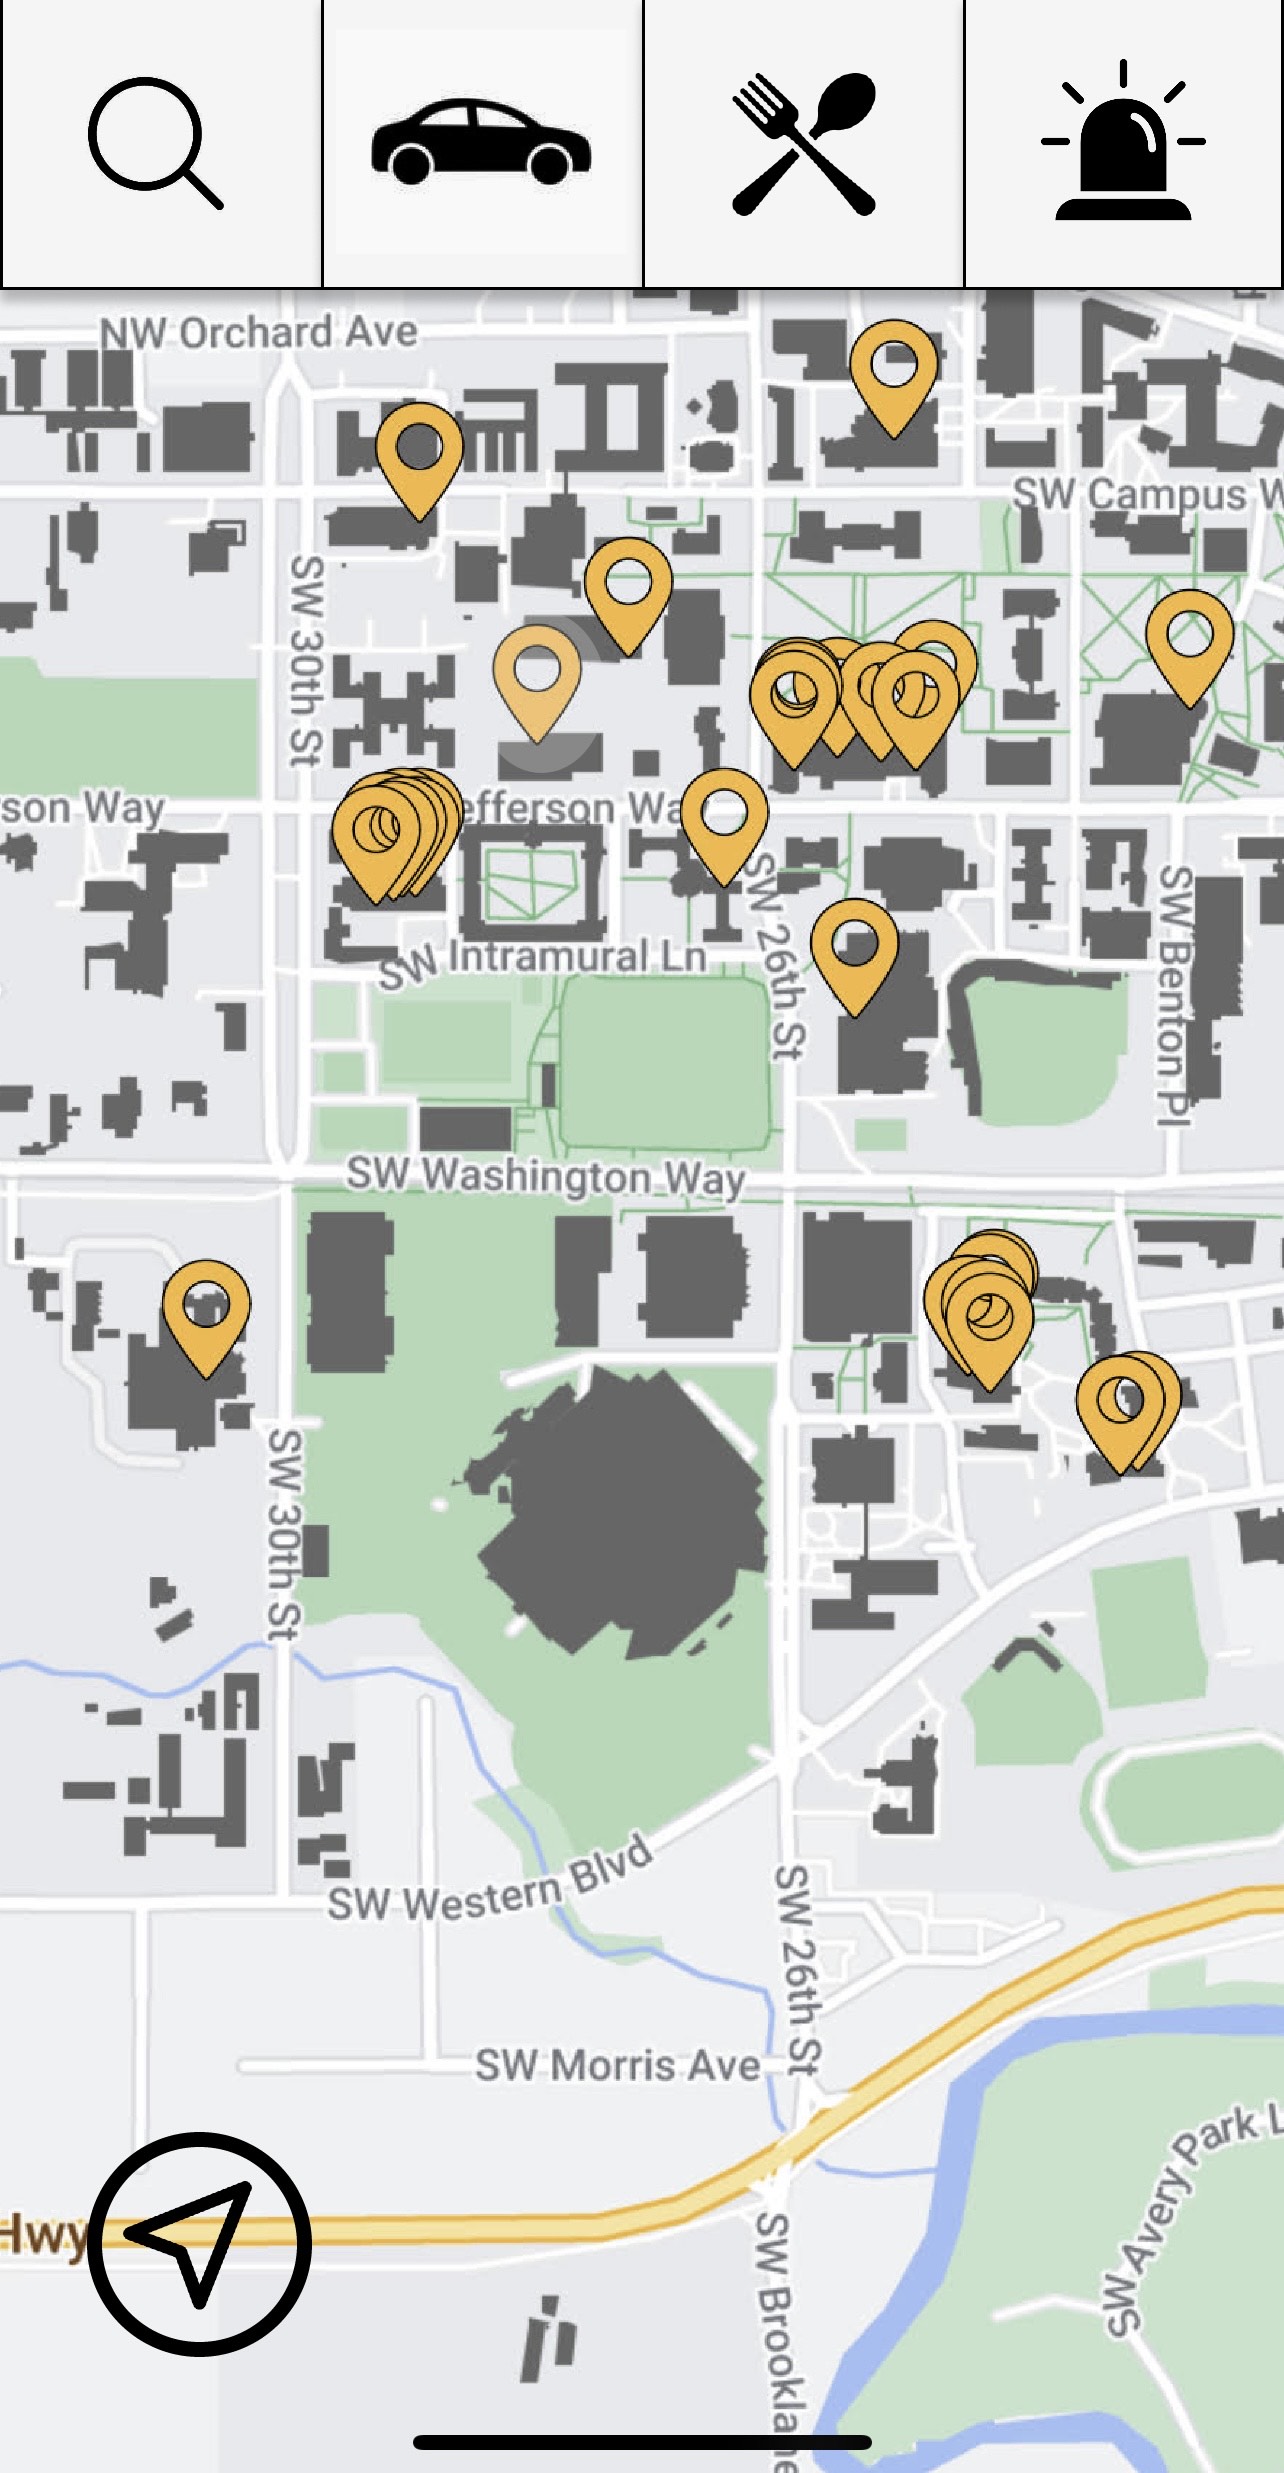 NW Orchard Ave
SW Campus W
SW 30th St
son Way
efferson Wa
SW 26th St
SW Benton Pl
SW Intramural Ln
SW Washington Way
SW 30th St
SW Western Blvd
SW 26th St
SW Morris Ave
SW Avery Park L
Hwy
SW Brooklane